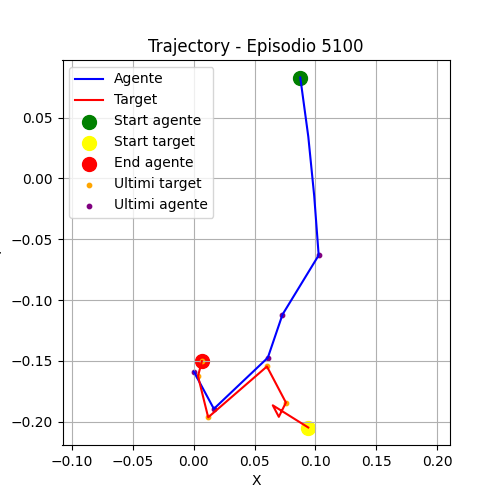 Trajectory - Episodio 5100
Agente
Target
Start agente
Start target
End agente
Ultimi target
Ultimi agente
0.05
0.00
−0.05
−0.10
−0.15
−0.20
−0.10
−0.05
0.00
0.05
0.10
0.15
0.20
X